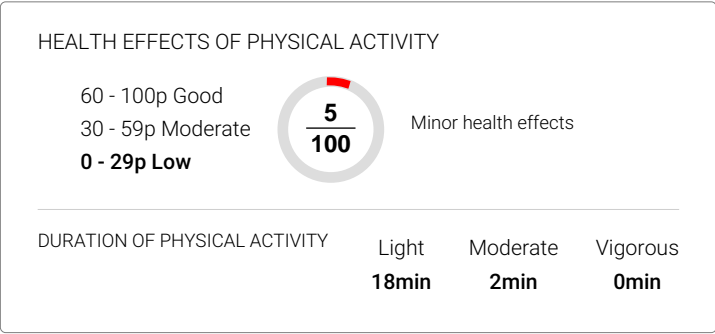 HEALTH EFFECTS OF PHYSICAL ACTIVITY
60 - 100p Good
30 - 59p Moderate
0 - 29p Low
5
100
Minor health effects
DURATION OF PHYSICAL ACTIVITY
Light Moderate Vigorous
18min 2min 0min